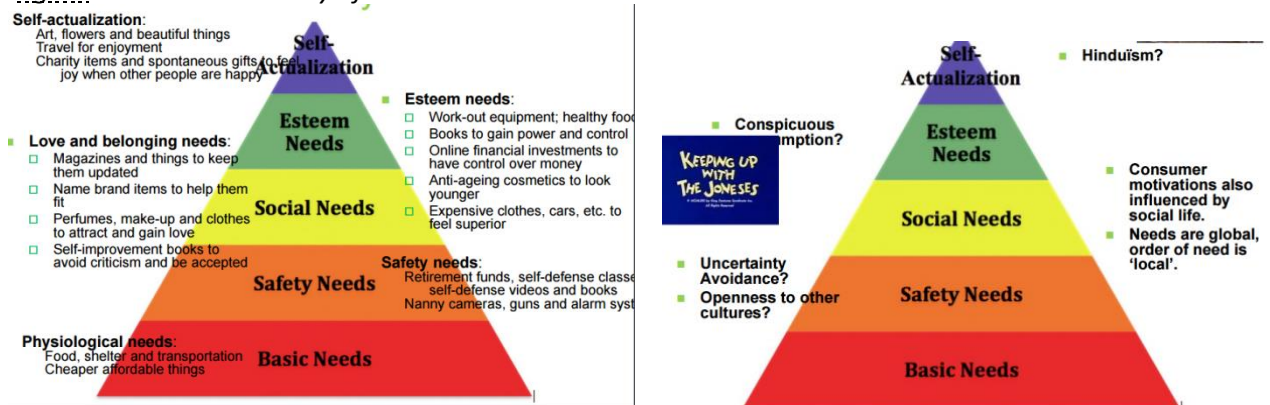 Self-actualization:
Art, flowers and beautiful things
Travel for enjoyment
Charity items and spontaneous gifts to feel
joy when other people are happy
Self-
Actualization
Esteem needs:
Work-out equipment; healthy food
Books to gain power and control
Online financial investments to
have control over money
Anti-ageing cosmetics to look
younger
Expensive clothes, cars, etc. to
feel superior
Esteem
Needs
Love and belonging needs:
Magazines and things to keep
them updated
Name brand items to help them
fit
Perfumes, make-up and clothes
to attract and gain love
Self-improvement books to
avoid criticism and be accepted
Social Needs
Safety needs:
Retirement funds, self-defense classe
self-defense videos and books
Nanny cameras, guns and alarm syst
Safety Needs
Physiological needs:
Food, shelter and transportation
Cheaper affordable things
Basic Needs
Self-
Actualization
Hinduïsm?
Conspicuous
mption?
KEEPING UP
WITH
THE JONESES
Esteem
Needs
Consumer
motivations also
influenced by
social life.
Needs are global,
order of need is
‘local’.
Social Needs
Uncertainty
Avoidance?
Openness to other
cultures?
Safety Needs
Basic Needs